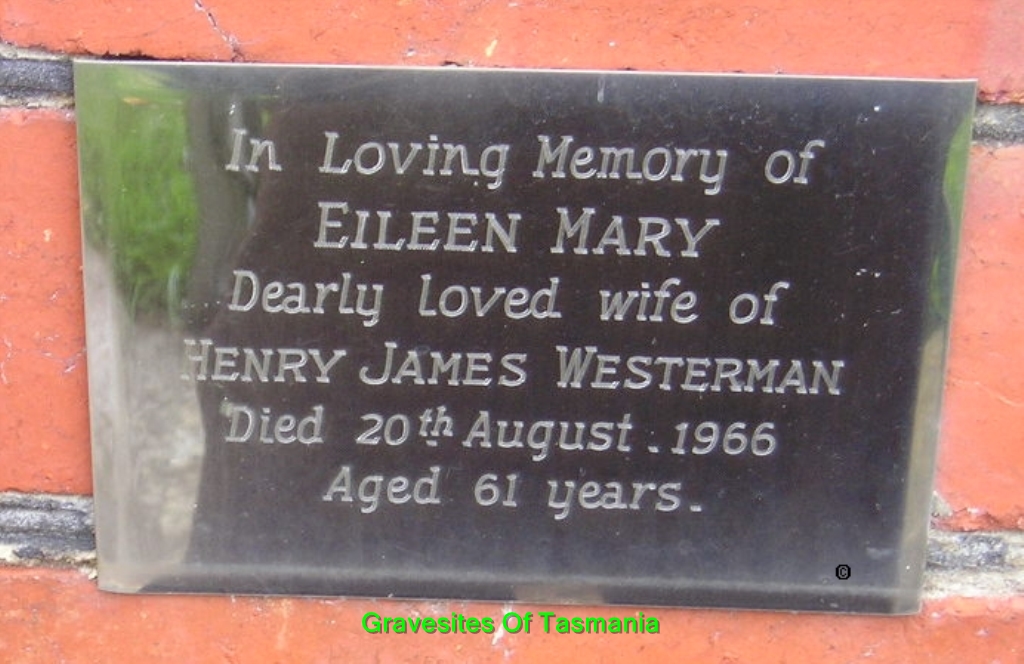 In Loving Memory of
EILEEN MARY
Dearly loved wife of
HENRY JAMES WESTERMAN
Died 20th August . 1966
Aged 61 years.
©
Gravesites Of Tasmania